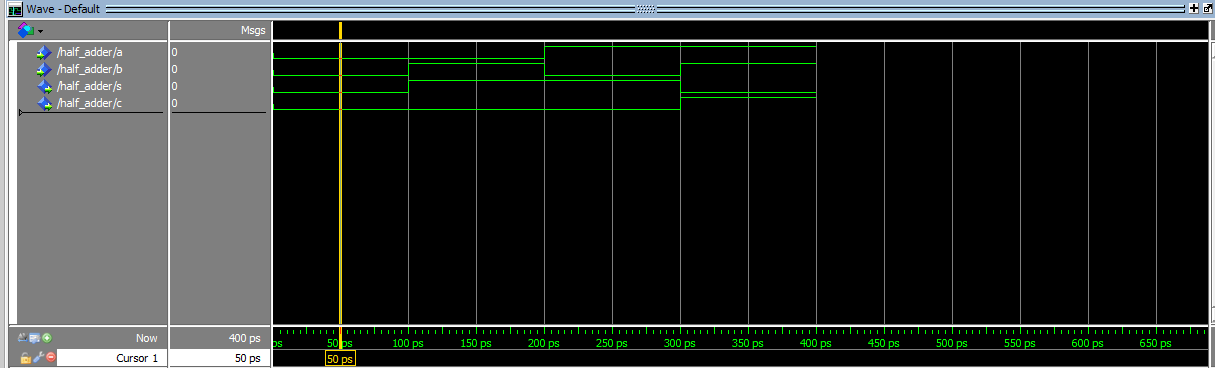 Wave - Default
Msgs
/half_adder/a 0
/half_adder/b 0
/half_adder/s 0
/half_adder/c 0
Now 400 ps
ps 50 ps 100 ps 150 ps 200 ps 250 ps 300 ps 350 ps 400 ps 450 ps 500 ps 550 ps 600 ps 650 ps
Cursor 1 50 ps 50 ps